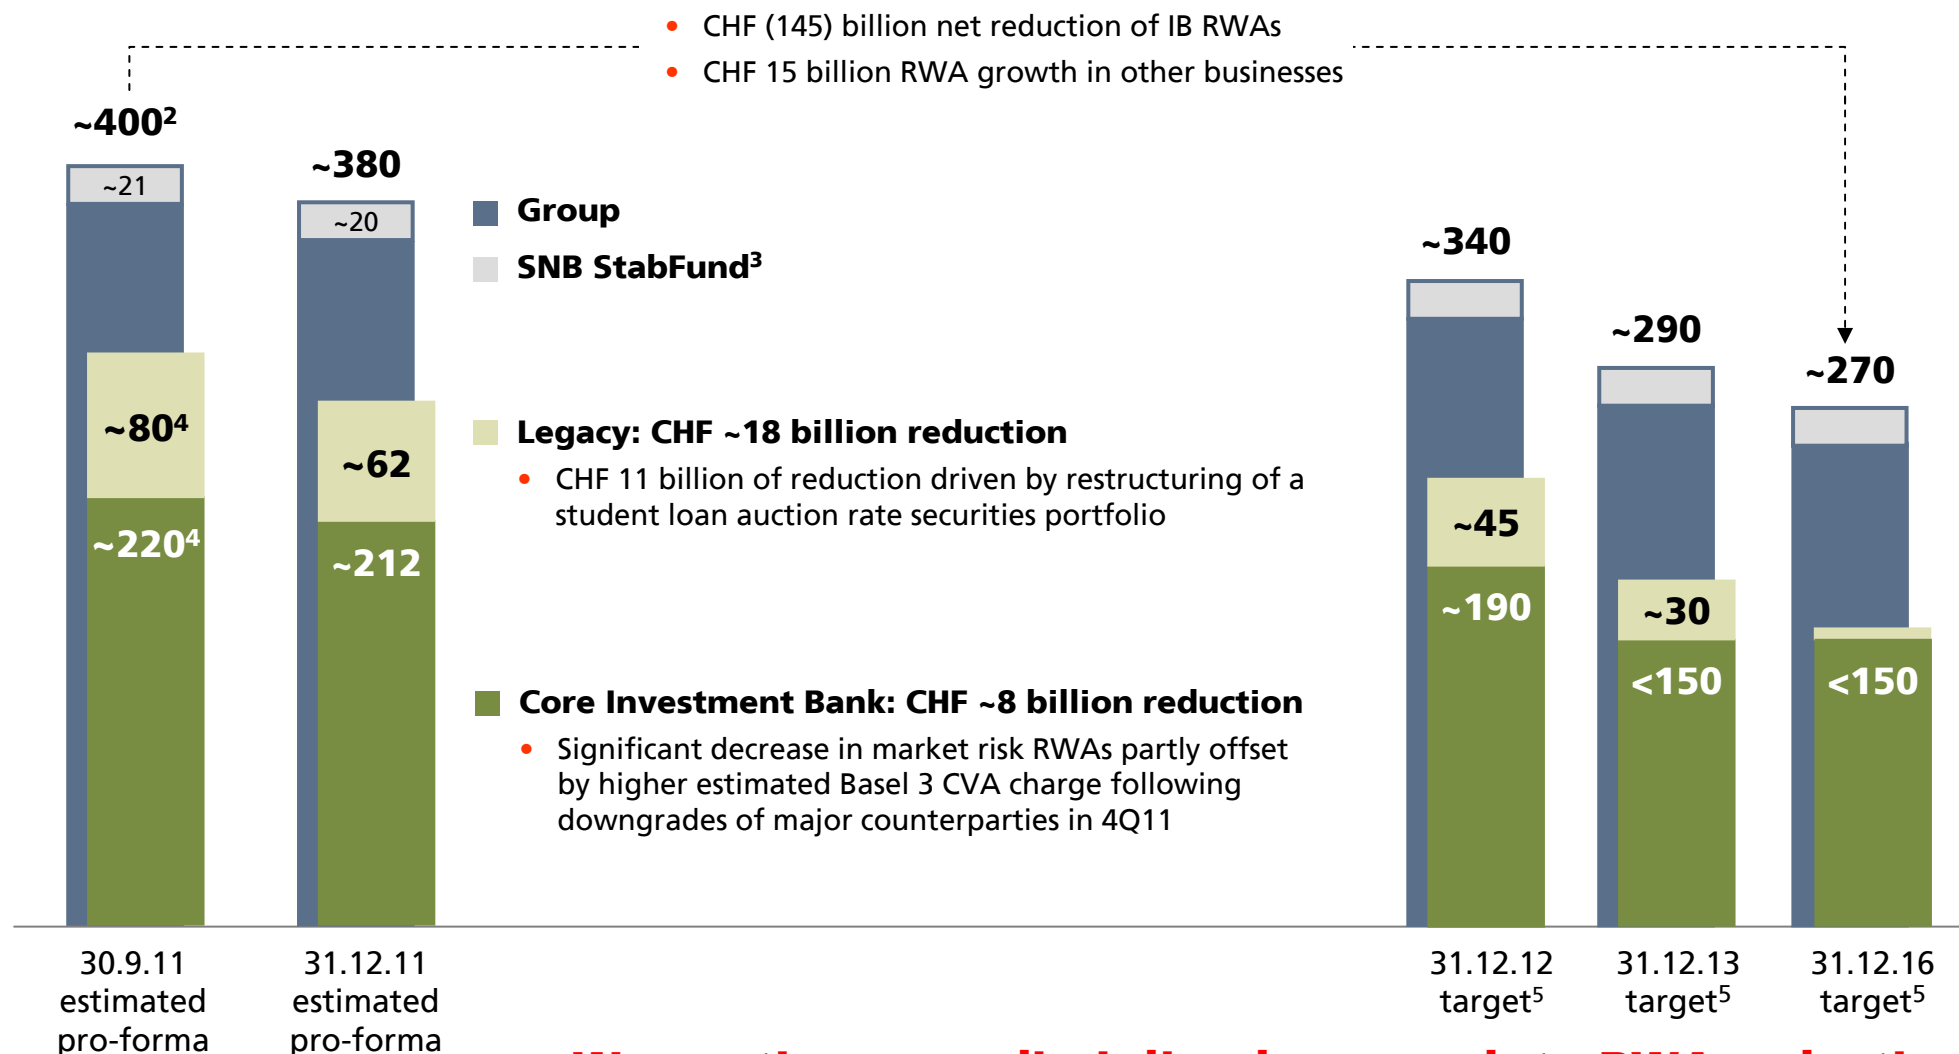 • CHF (145) billion net reduction of IB RWAs
• CHF 15 billion RWA growth in other businesses
~400²
~21
~380
~20
Group
SNB StabFund³
~340
~290
~270
~80⁴
~62
Legacy: CHF ~18 billion reduction
• CHF 11 billion of reduction driven by restructuring of a
student loan auction rate securities portfolio
~45
~30
~220⁴
~212
~190
<150
<150
Core Investment Bank: CHF ~8 billion reduction
• Significant decrease in market risk RWAs partly offset
by higher estimated Basel 3 CVA charge following
downgrades of major counterparties in 4Q11
30.9.11
estimated
pro-forma
31.12.11
estimated
pro-forma
31.12.12
target⁵
31.12.13
target⁵
31.12.16
target⁵